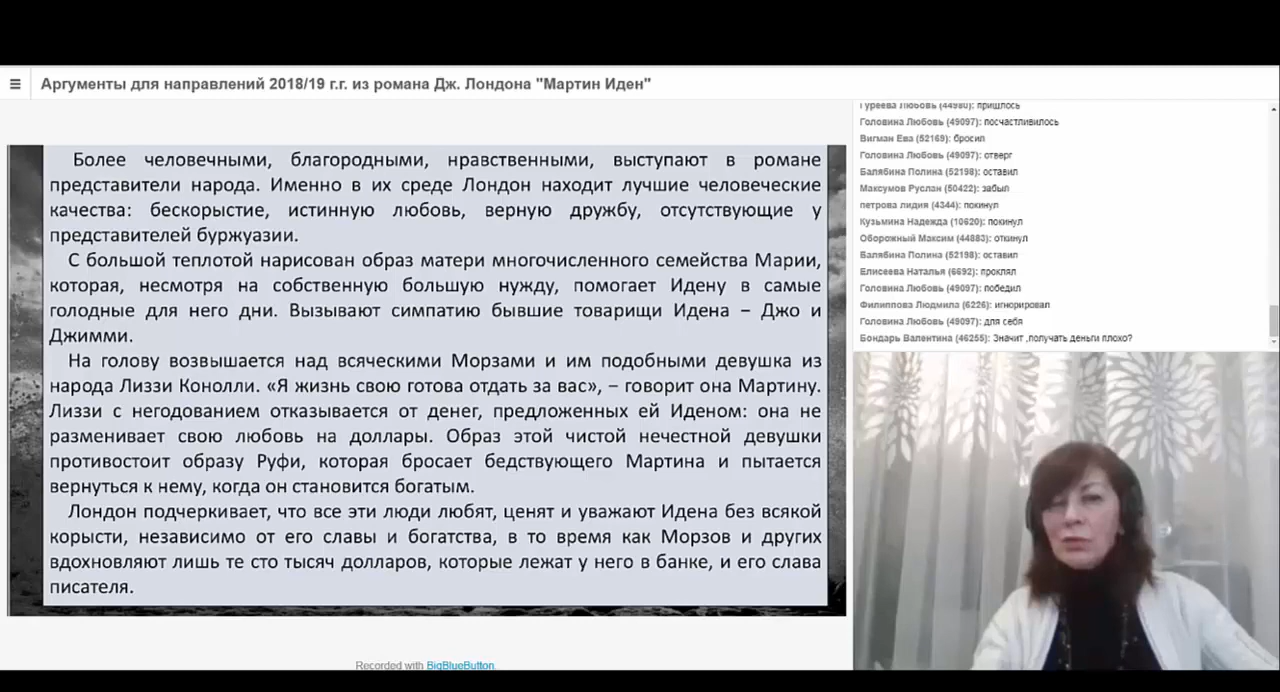 ☰ Аргументы для направлений 2018/19 г.г. из романа Дж. Лондона "Мартин Иден"
Более человечными, благородными, нравственными, выступают в романе
представители народа. Именно в их среде Лондон находит лучшие человеческие
качества: бескорыстие, истинную любовь, верную дружбу, отсутствующие у
представителей буржуазии.
С большой теплотой нарисован образ матери многочисленного семейства Марии,
которая, несмотря на собственную большую нужду, помогает Идену в самые
голодные для него дни. Вызывают симпатию бывшие товарищи Идена − Джо и
Джимми.
На голову возвышается над всяческими Морзами и им подобными девушка из
народа Лиззи Конолли. «Я жизнь свою готова отдать за вас», − говорит она Мартину.
Лиззи с негодованием отказывается от денег, предложенных ей Иденом: она не
разменивает свою любовь на доллары. Образ этой чистой нечестной девушки
противостоит образу Руфи, которая бросает бедствующего Мартина и пытается
вернуться к нему, когда он становится богатым.
Лондон подчеркивает, что все эти люди любят, ценят и уважают Идена без всякой
корысти, независимо от его славы и богатства, в то время как Морзов и других
вдохновляют лишь те сто тысяч долларов, которые лежат у него в банке, и его слава
писателя.
Recorded with BigBlueButton.
Гуреева Любовь (44980): пришлось
Головина Любовь (49097): посчастливилось
Вигман Ева (52169): бросил
Головина Любовь (49097): отверг
Балябина Полина (52198): оставил
Максумов Руслан (50422): забыл
петрова лидия (4344): покинул
Кузьмина Надежда (10620): покинул
Оборожный Максим (44883): откинул
Балябина Полина (52198): оставил
Елисеева Наталья (6692): проклял
Головина Любовь (49097): победил
Филиппова Людмила (6226): игнорировал
Головина Любовь (49097): для себя
Бондарь Валентина (46255): Значит ,получать деньги плохо?